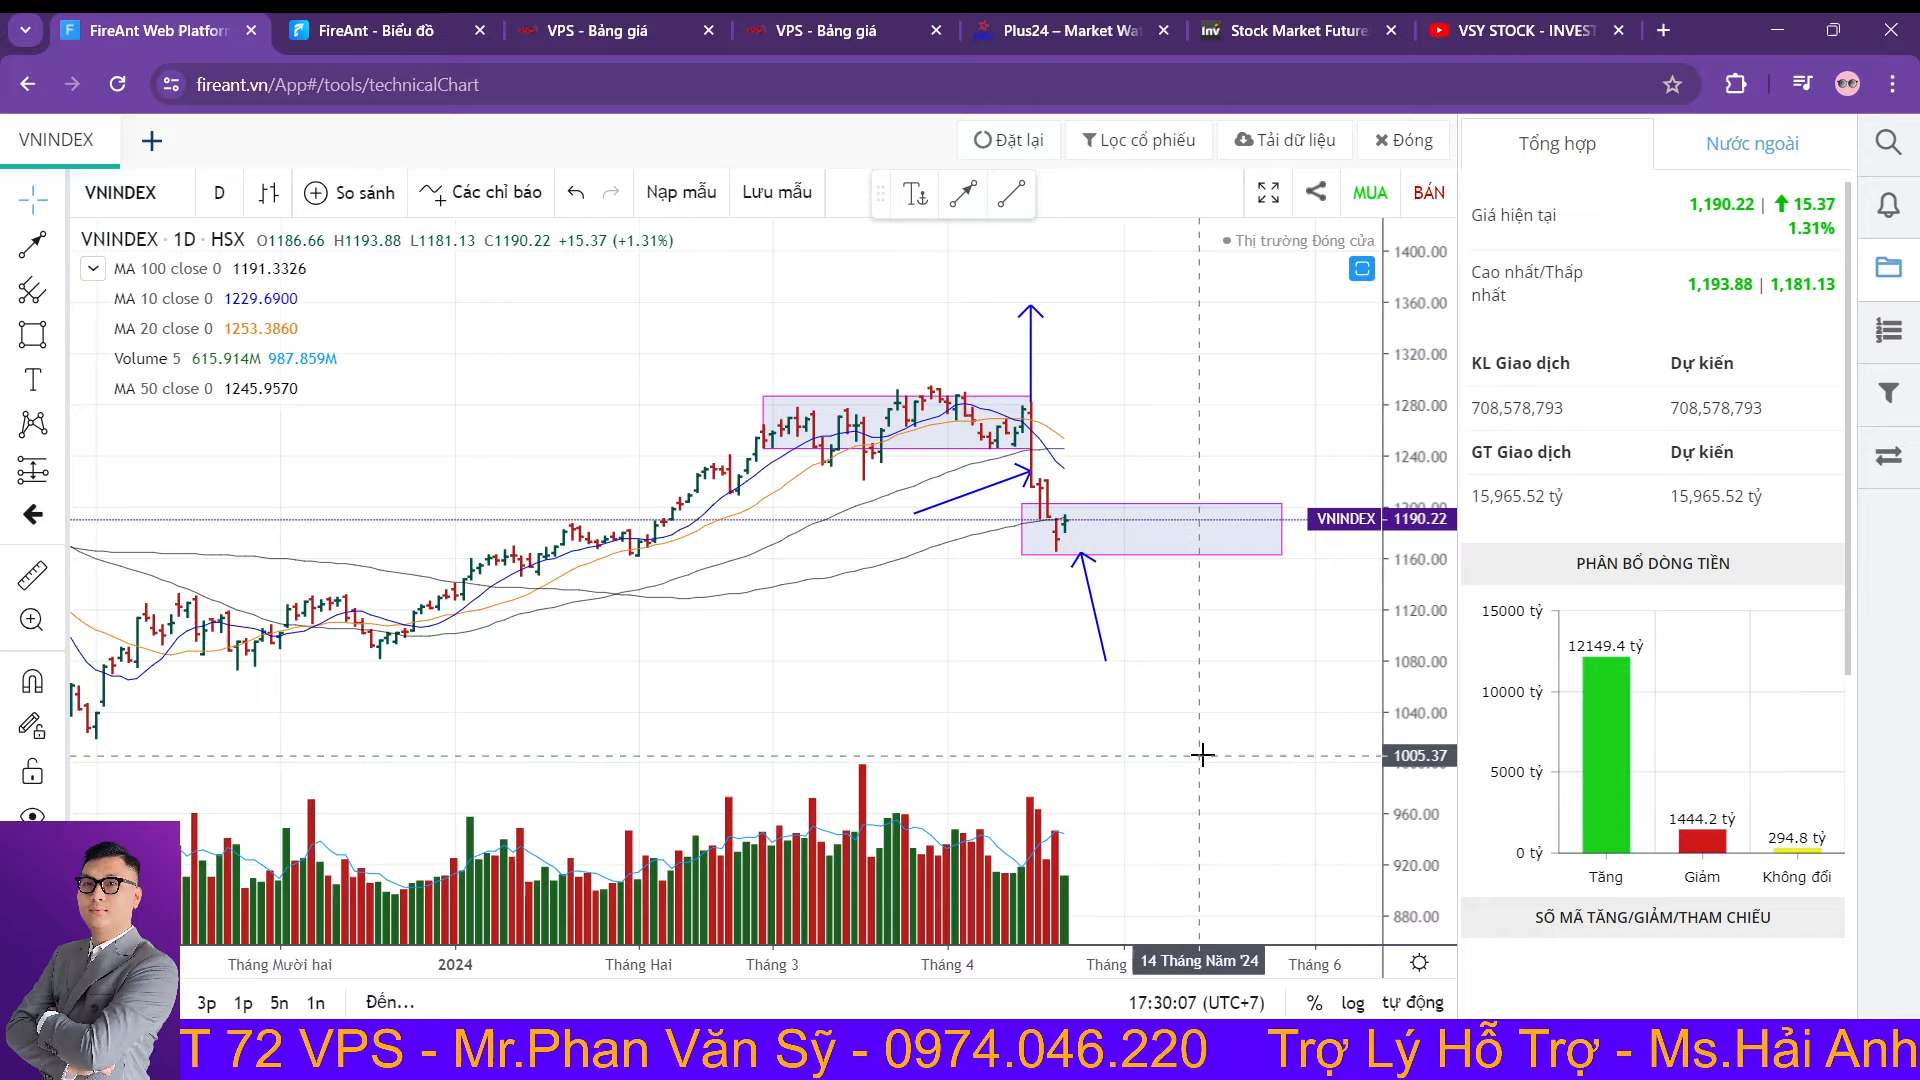 FireAnt Web Platforn
FireAnt - Biểu đồ
VPS - Bảng giá
VPS - Bảng giá
Plus24 – Market Wat
Inv Stock Market Future
VSY STOCK - INVEST
fireant.vn/App#/tools/technicalChart
VNINDEX
Đặt lại
Lọc cổ phiếu
Tải dữ liệu
Đóng
VNINDEX D So sánh Các chỉ báo Nạp mẫu Lưu mẫu MUA BÁN
VNINDEX · 1D · HSX O1186.66 H1193.88 L1181.13 C1190.22 +15.37 (+1.31%)
Thị trường Đóng cửa
MA 100 close 0 1191.3326
MA 10 close 0 1229.6900
MA 20 close 0 1253.3860
Volume 5 615.914M 987.859M
MA 50 close 0 1245.9570
1400.00
1360.00
1320.00
1280.00
1240.00
VNINDEX 1190.22
1160.00
1120.00
1080.00
1040.00
1005.37
960.00
920.00
880.00
Tháng Mười hai 2024 Tháng Hai Tháng 3 Tháng 4 Tháng 14 Tháng Năm '24 Tháng 6
3p 1p 5n 1n Đến...
17:30:07 (UTC+7) % log tự động
Tổng hợp Nước ngoài
Giá hiện tại 1,190.22 | 15.37
1.31%
Cao nhất/Thấp nhất 1,193.88 | 1,181.13
KL Giao dịch Dự kiến
708,578,793 708,578,793
GT Giao dịch Dự kiến
15,965.52 tỷ 15,965.52 tỷ
PHÂN BỔ DÒNG TIỀN
15000 tỷ
10000 tỷ
5000 tỷ
0 tỷ
12149.4 tỷ
1444.2 tỷ
294.8 tỷ
Tăng Giảm Không đổi
SỐ MÃ TĂNG/GIẢM/THAM CHIẾU
T 72 VPS - Mr.Phan Văn Sỹ - 0974.046.220 Trợ Lý Hỗ Trợ - Ms.Hải Anh